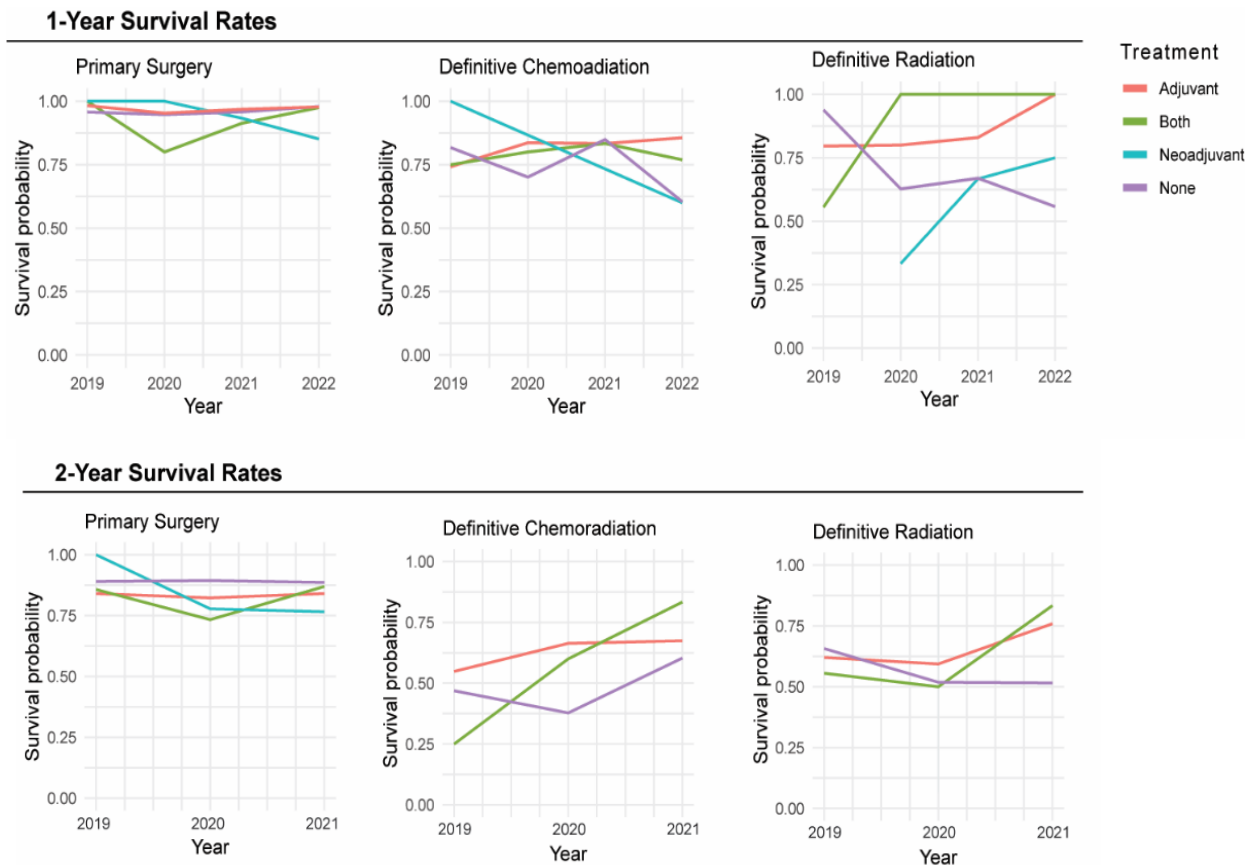 1-Year Survival Rates
Primary Surgery
Definitive Chemoadiation
Definitive Radiation
Treatment
Adjuvant
Both
Neoadjuvant
None
Survival probability
1.00
0.75
0.50
0.25
0.00
2019 2020 2021 2022
Year
Survival probability
1.00
0.75
0.50
0.25
0.00
2019 2020 2021 2022
Year
Survival probability
1.00
0.75
0.50
0.25
0.00
2019 2020 2021 2022
Year
2-Year Survival Rates
Primary Surgery
Definitive Chemoradiation
Definitive Radiation
Survival probability
1.00
0.75
0.50
0.25
0.00
2019 2020 2021
Year
Survival probability
1.00
0.75
0.50
0.25
0.00
2019 2020 2021
Year
Survival probability
1.00
0.75
0.50
0.25
0.00
2019 2020 2021
Year